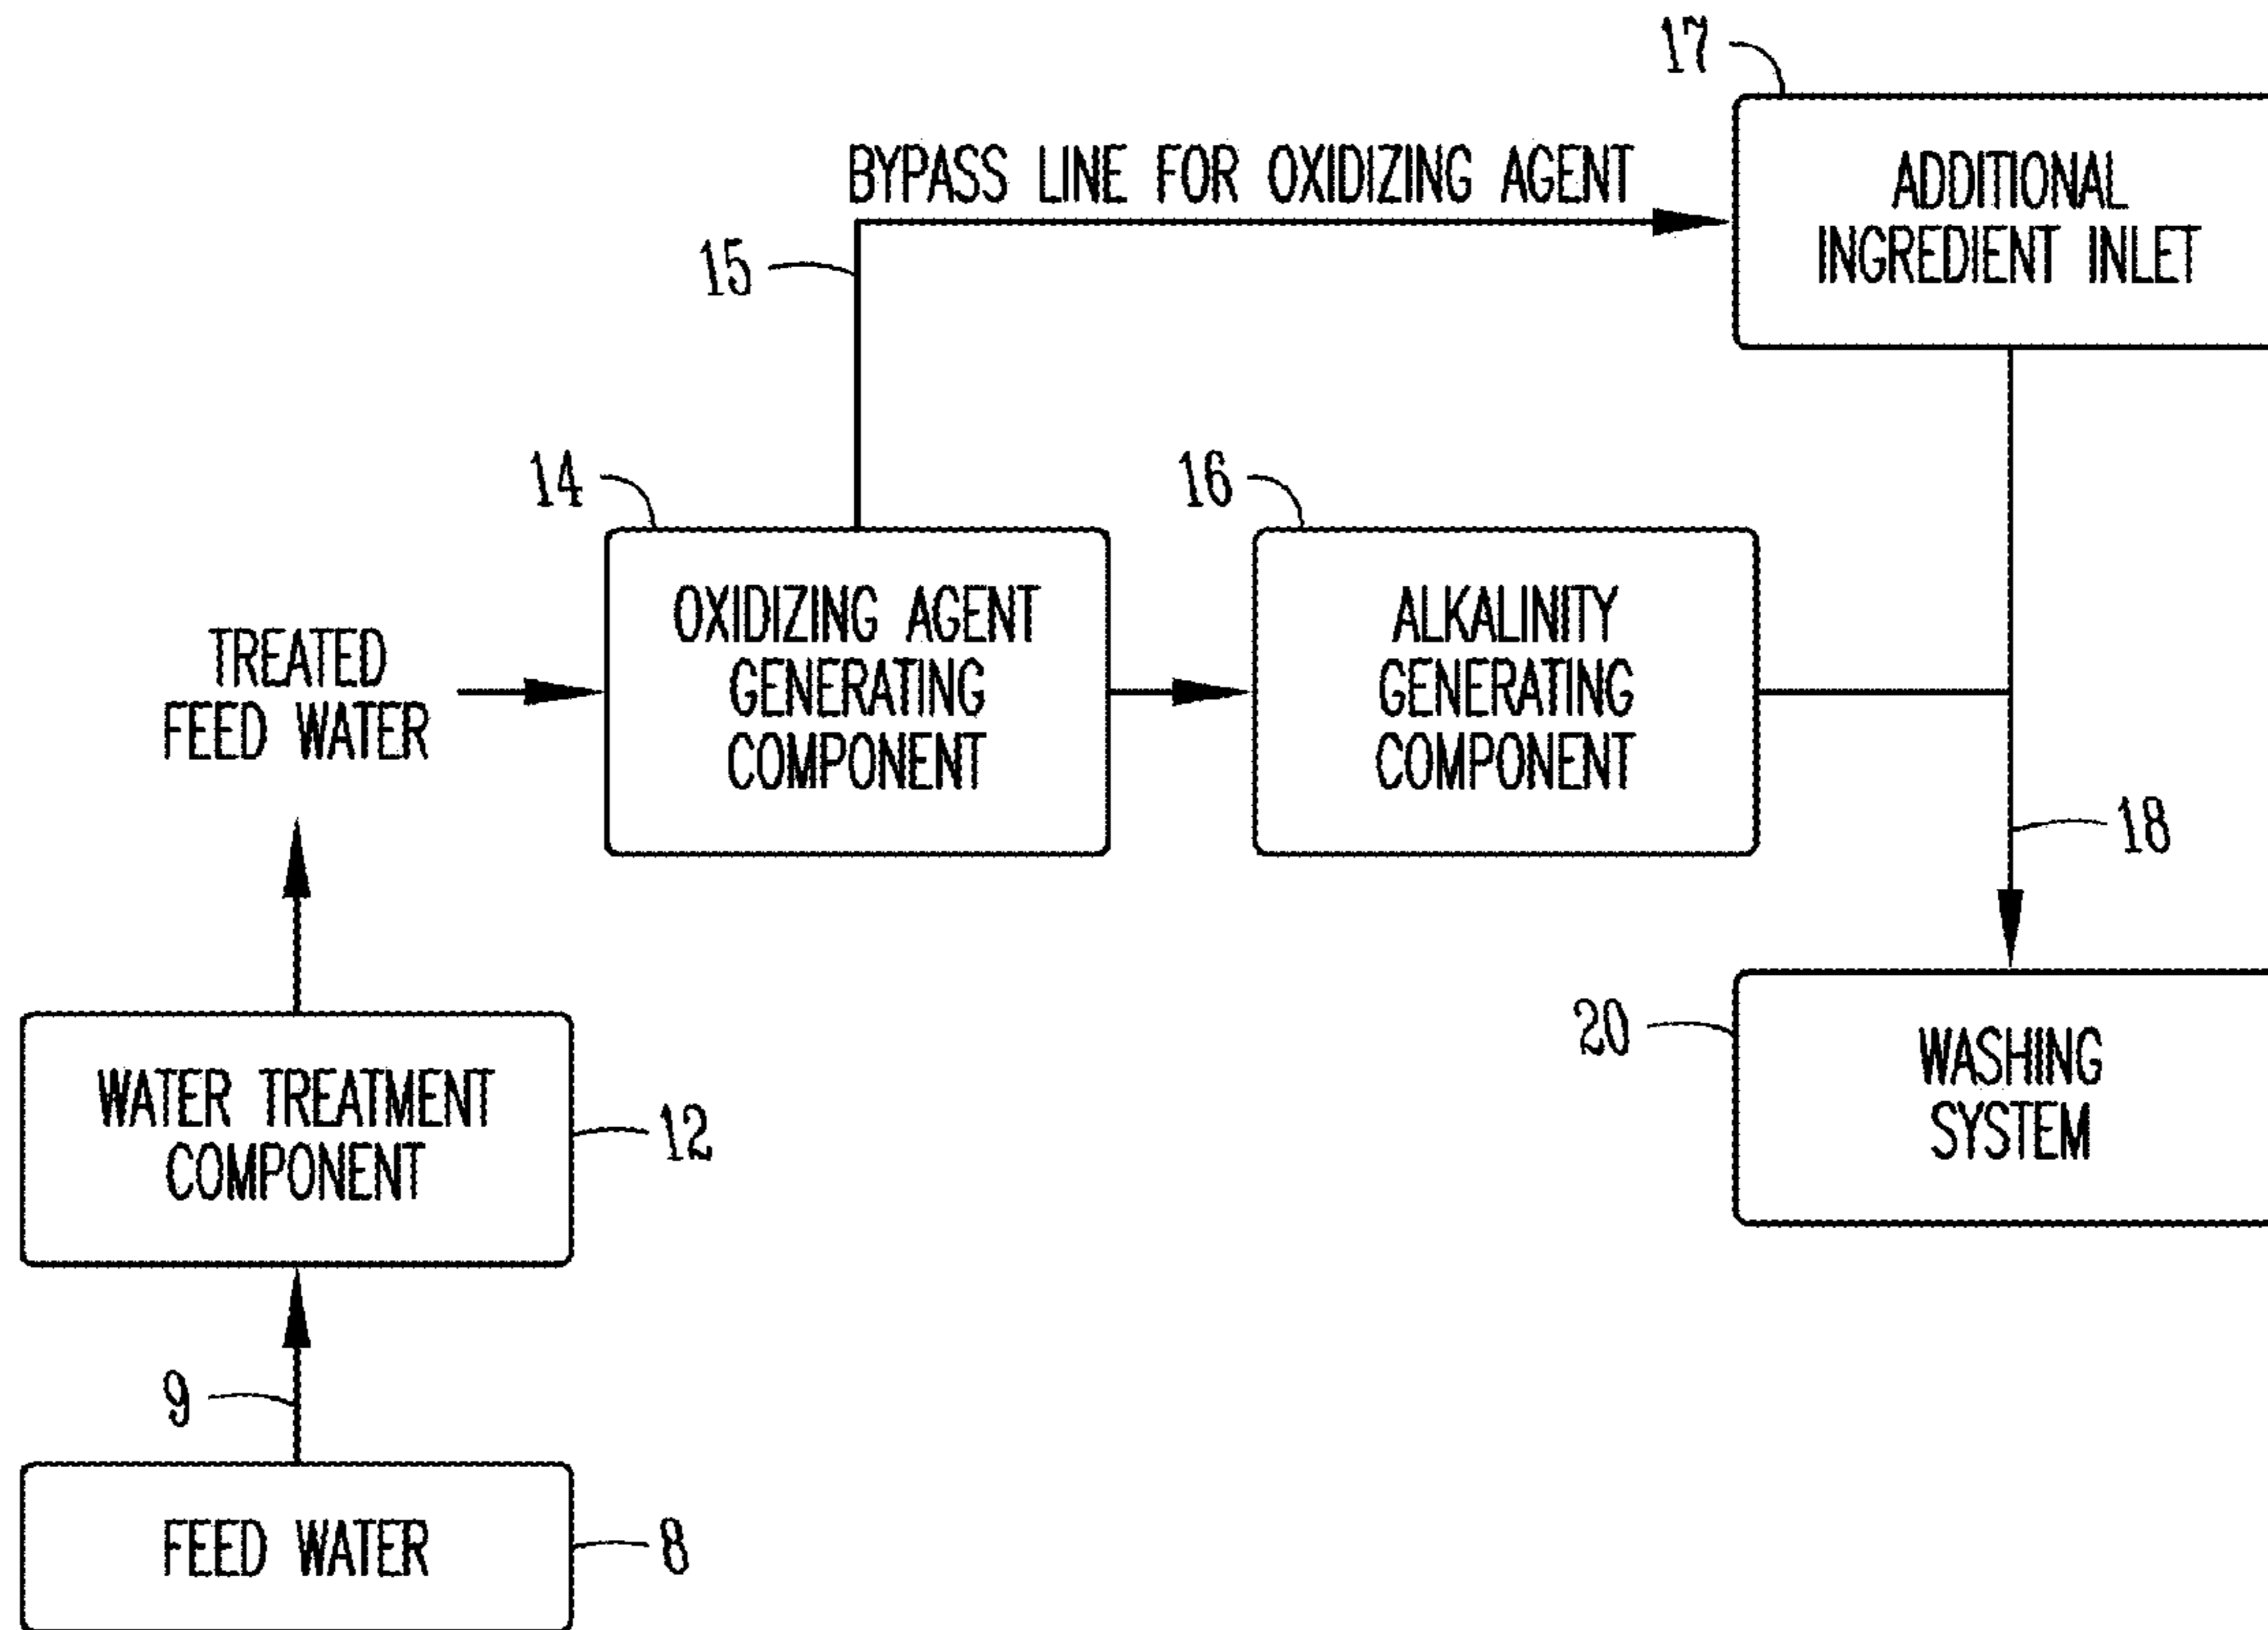 17
BYPASS LINE FOR OXIDIZING AGENT
ADDITIONAL
INGREDIENT INLET
15
14
16
OXIDIZING AGENT
GENERATING
COMPONENT
ALKALINITY
GENERATING
COMPONENT
TREATED
FEED WATER
18
20
WASHING
SYSTEM
WATER TREATMENT
COMPONENT
12
9
FEED WATER
8